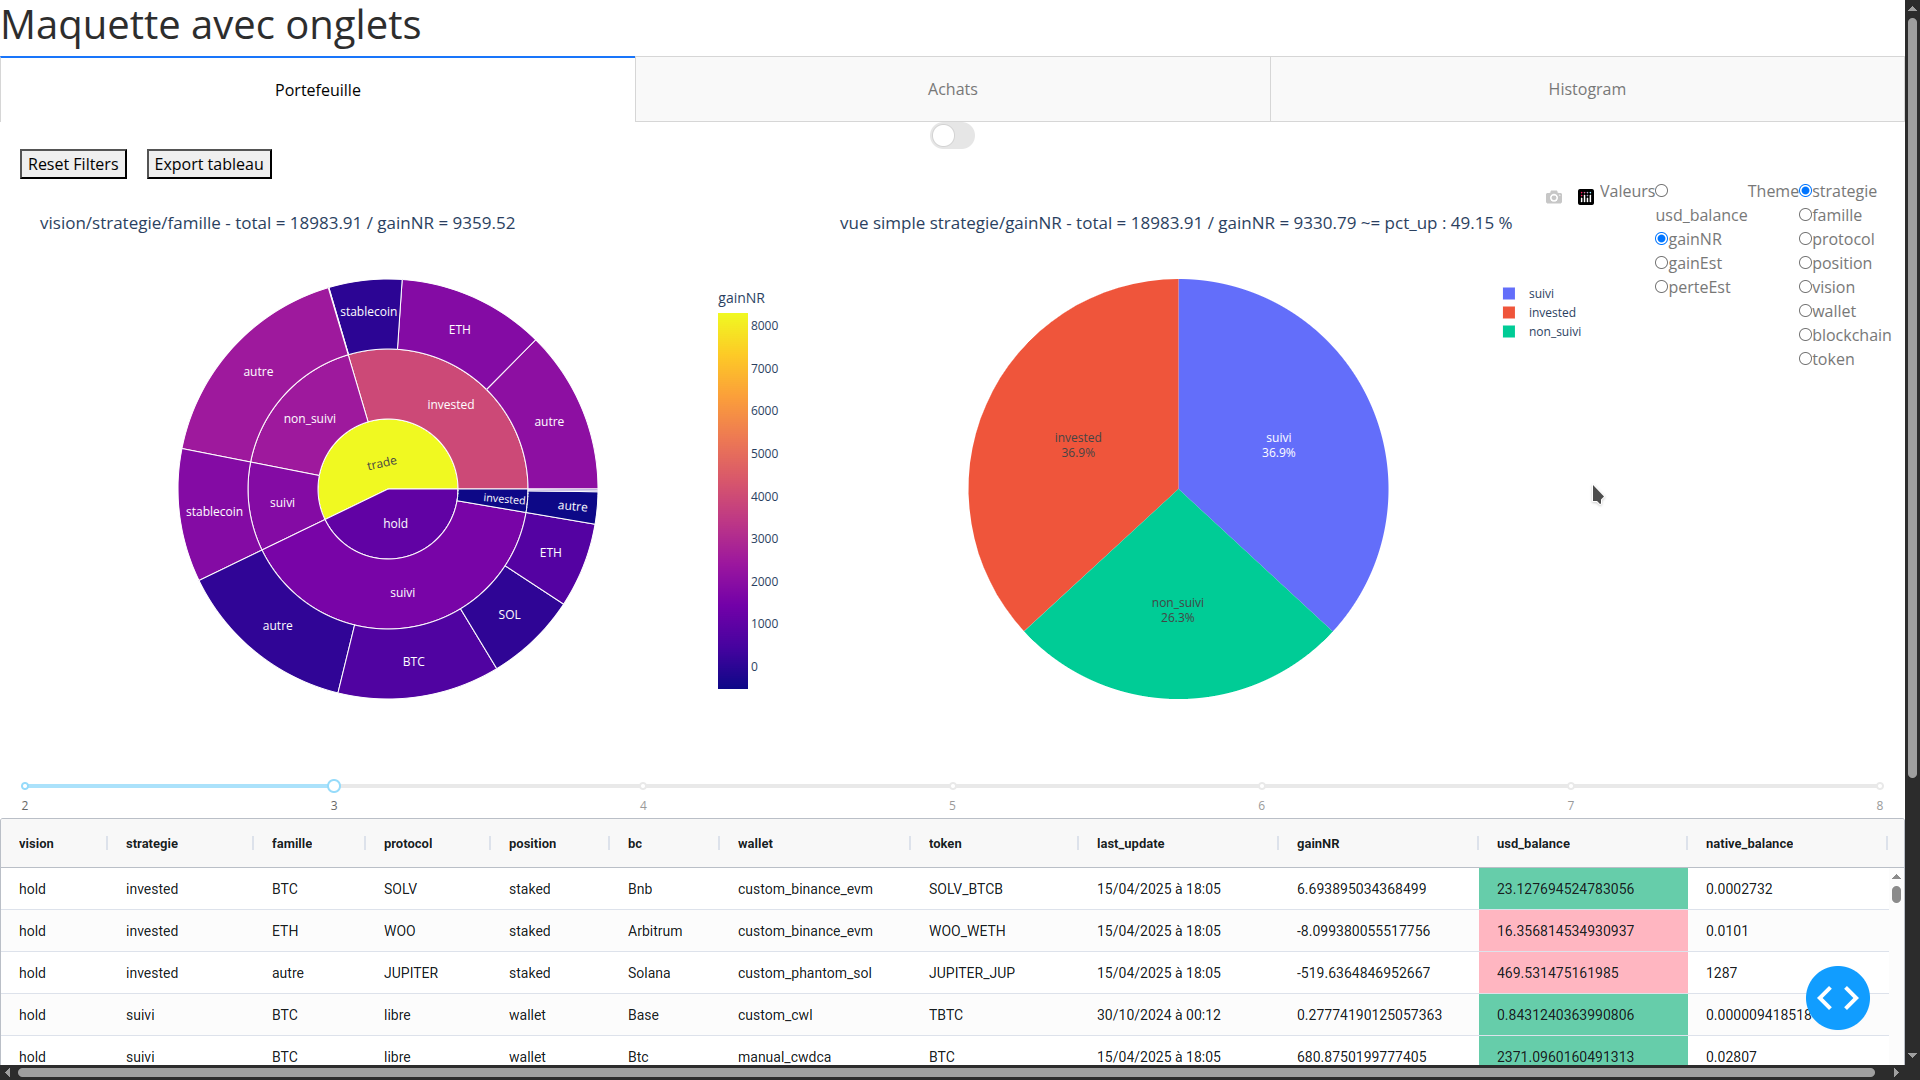 Maquette avec onglets
Portefeuille
Achats
Histogram
Reset Filters
Export tableau
Valeurs
usd_balance
gainNR
gainEst
perteEst
Theme
strategie
famille
protocol
position
vision
wallet
blockchain
token
vision/strategie/famille - total = 18983.91 / gainNR = 9359.52
stablecoin
ETH
autre
autre
invested
non_suivi
trade
suivi
stablecoin
hold
invested
autre
ETH
suivi
SOL
autre
BTC
gainNR
8000
7000
6000
5000
4000
3000
2000
1000
0
vue simple strategie/gainNR - total = 18983.91 / gainNR = 9330.79 ~= pct_up : 49.15 %
invested
36.9%
suivi
36.9%
non_suivi
26.3%
suivi
invested
non_suivi
2 3 4 5 6 7 8
vision strategie famille protocol position bc wallet token last_update gainNR usd_balance native_balance
hold invested BTC SOLV staked Bnb custom_binance_evm SOLV_BTCB 15/04/2025 à 18:05 6.693895034368499 23.127694524783056 0.0002732
hold invested ETH WOO staked Arbitrum custom_binance_evm WOO_WETH 15/04/2025 à 18:05 -8.099380055517756 16.356814534930937 0.0101
hold invested autre JUPITER staked Solana custom_phantom_sol JUPITER_JUP 15/04/2025 à 18:05 -519.6364846952667 469.531475161985 1287
hold suivi BTC libre wallet Base custom_cwl TBTC 30/10/2024 à 00:12 0.27774190125057363 0.8431240363990806 0.000009418518
hold suivi BTC libre wallet Btc manual_cwdca BTC 15/04/2025 à 18:05 680.8750199777405 2371.0960160491313 0.02807